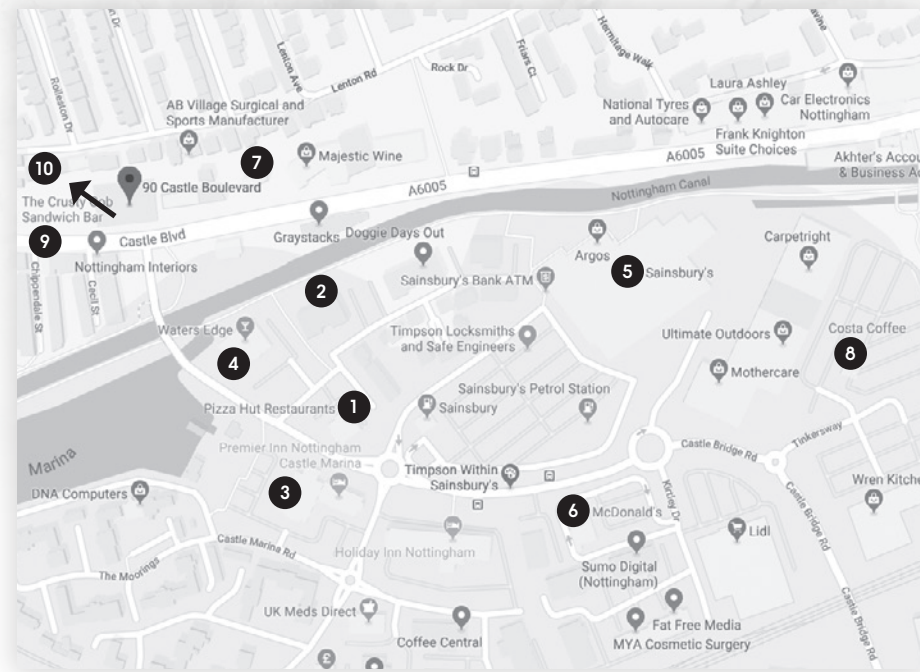 Lenton Ave
Lenton Rd
Rock Dr
Friars Ct
Hermitage Walk
Rolleston Dr
AB Village Surgical and
Sports Manufacturer
Laura Ashley
National Tyres
and Autocare
Car Electronics
Nottingham
Frank Knighton
Suite Choices
7
Majestic Wine
10
90 Castle Boulevard
A6005
A6005
The Crusty Cob
Sandwich Bar
Nottingham Canal
9
Castle Blvd
Graystacks
Doggie Days Out
Nottingham Interiors
Argos
Carpetright
Chippendale St
Cecil St
5
Sainsbury's
Sainsbury's Bank ATM
2
Waters Edge
Timpson Locksmiths
and Safe Engineers
Ultimate Outdoors
Costa Coffee
8
4
Mothercare
Sainsbury's Petrol Station
Pizza Hut Restaurants
1
Sainsbury
Marina
Premier Inn Nottingham
Castle Marina
Castle Bridge Rd
Tinkersway
Timpson Within
Sainsbury's
DNA Computers
3
Kirtley Dr
Castle Bridge Rd
6
McDonald's
Lidl
Castle Marina Rd
Holiday Inn Nottingham
The Moorings
Sumo Digital
(Nottingham)
UK Meds Direct
Coffee Central
Fat Free Media
MYA Cosmetic Surgery
Castle Bridge Rd